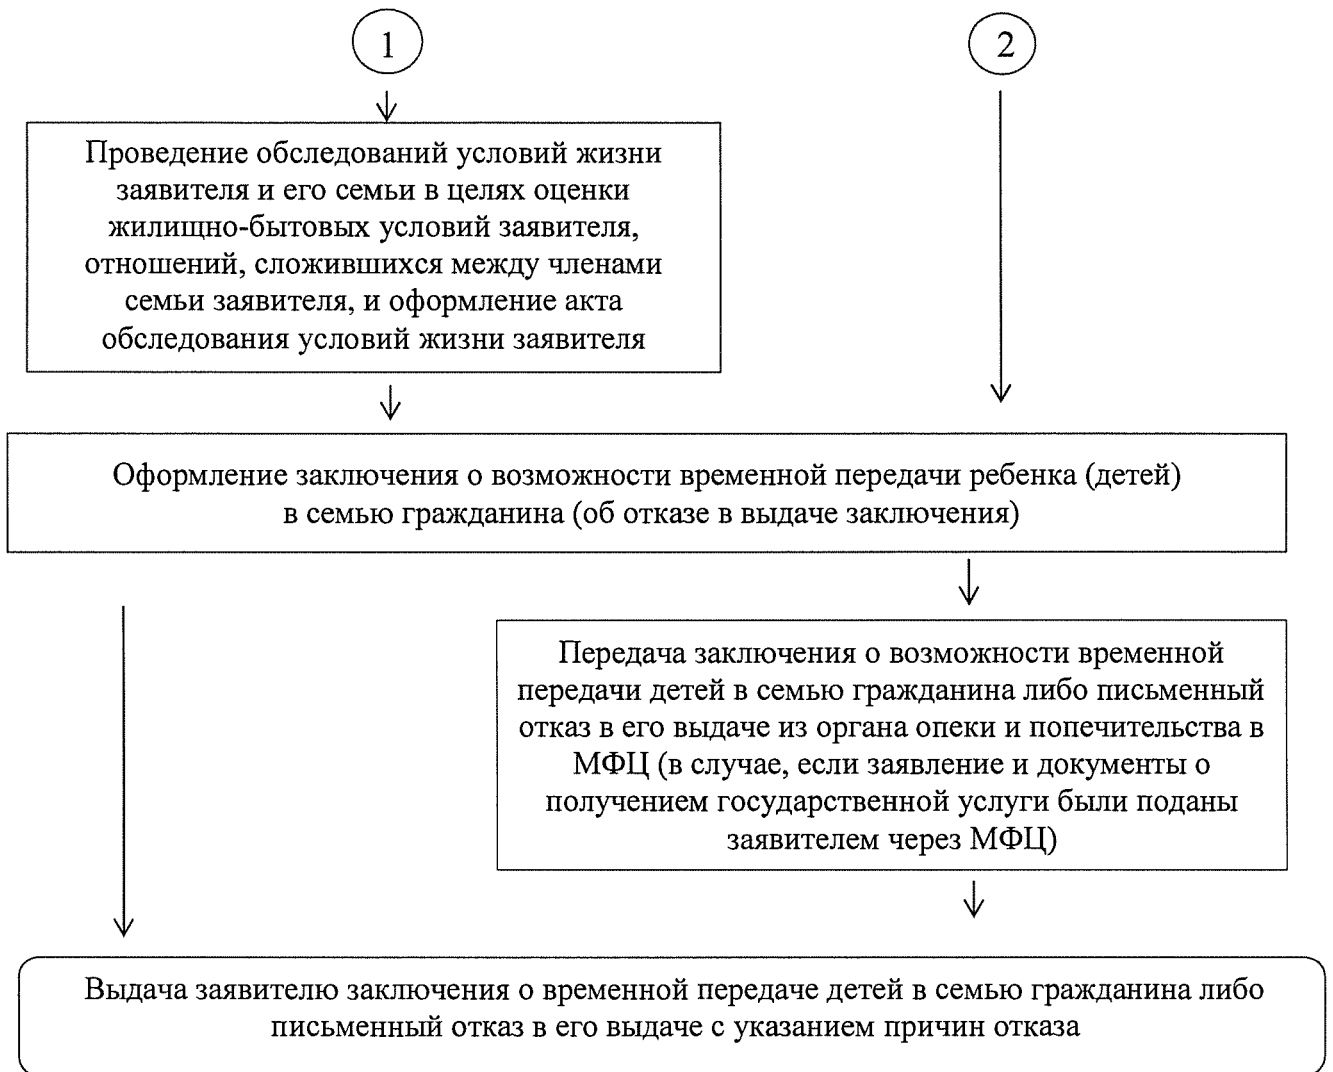 1
2
Проведение обследований условий жизни
заявителя и его семьи в целях оценки
жилищно-бытовых условий заявителя,
отношений, сложившихся между членами
семьи заявителя, и оформление акта
обследования условий жизни заявителя
Оформление заключения о возможности временной передачи ребенка (детей)
в семью гражданина (об отказе в выдаче заключения)
Передача заключения о возможности временной
передачи детей в семью гражданина либо письменный
отказ в его выдаче из органа опеки и попечительства в
МФЦ (в случае, если заявление и документы о
получением государственной услуги были поданы
заявителем через МФЦ)
Выдача заявителю заключения о временной передаче детей в семью гражданина либо
письменный отказ в его выдаче с указанием причин отказа